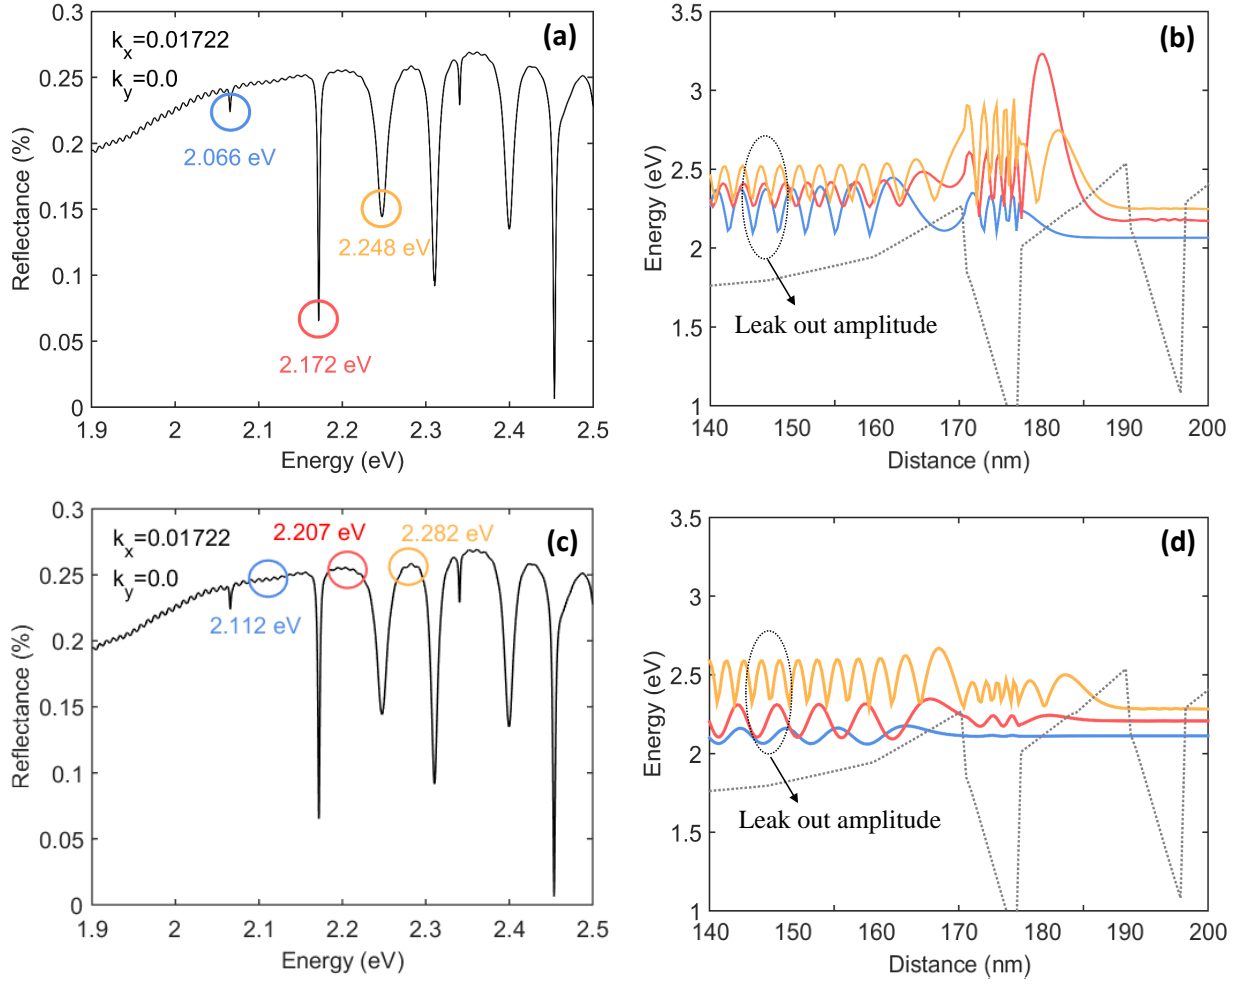 0.3
0.25
0.2
0.15
0.1
0.05
0
kx=0.01722
ky=0.0
(a)
2.066 eV
2.248 eV
2.172 eV
1.9
2
2.1
2.2
2.3
2.4
2.5
Energy (eV)
Reflectance (%)
3.5
3
2.5
2
1.5
1
(b)
Leak out amplitude
140
150
160
170
180
190
200
Distance (nm)
Energy (eV)
0.3
0.25
0.2
0.15
0.1
0.05
0
kx=0.01722
ky=0.0
2.207 eV
2.282 eV
(c)
2.112 eV
1.9
2
2.1
2.2
2.3
2.4
2.5
Energy (eV)
Reflectance (%)
3.5
3
2.5
2
1.5
1
(d)
Leak out amplitude
140
150
160
170
180
190
200
Distance (nm)
Energy (eV)